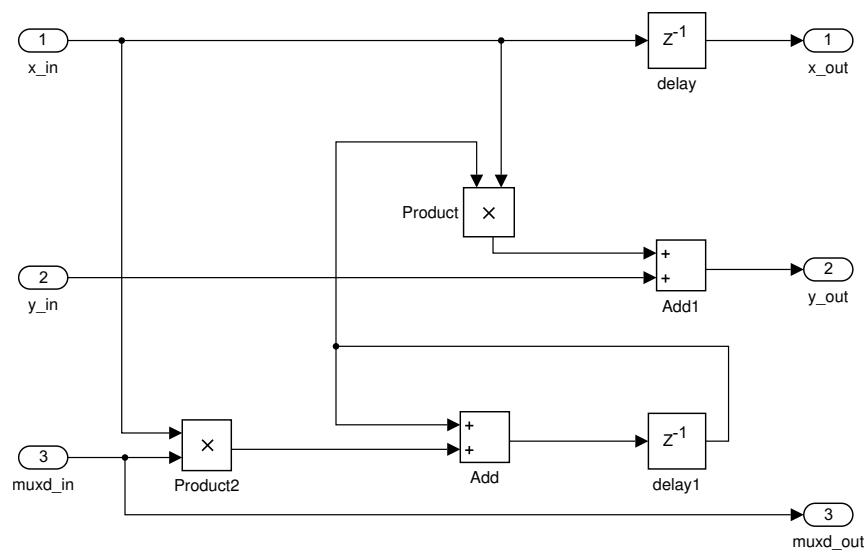 1
x_in
z-1
delay
1
x_out
Product
×
2
y_in
+
+
Add1
2
y_out
3
muxd_in
×
Product2
+
+
Add
z-1
delay1
3
muxd_out